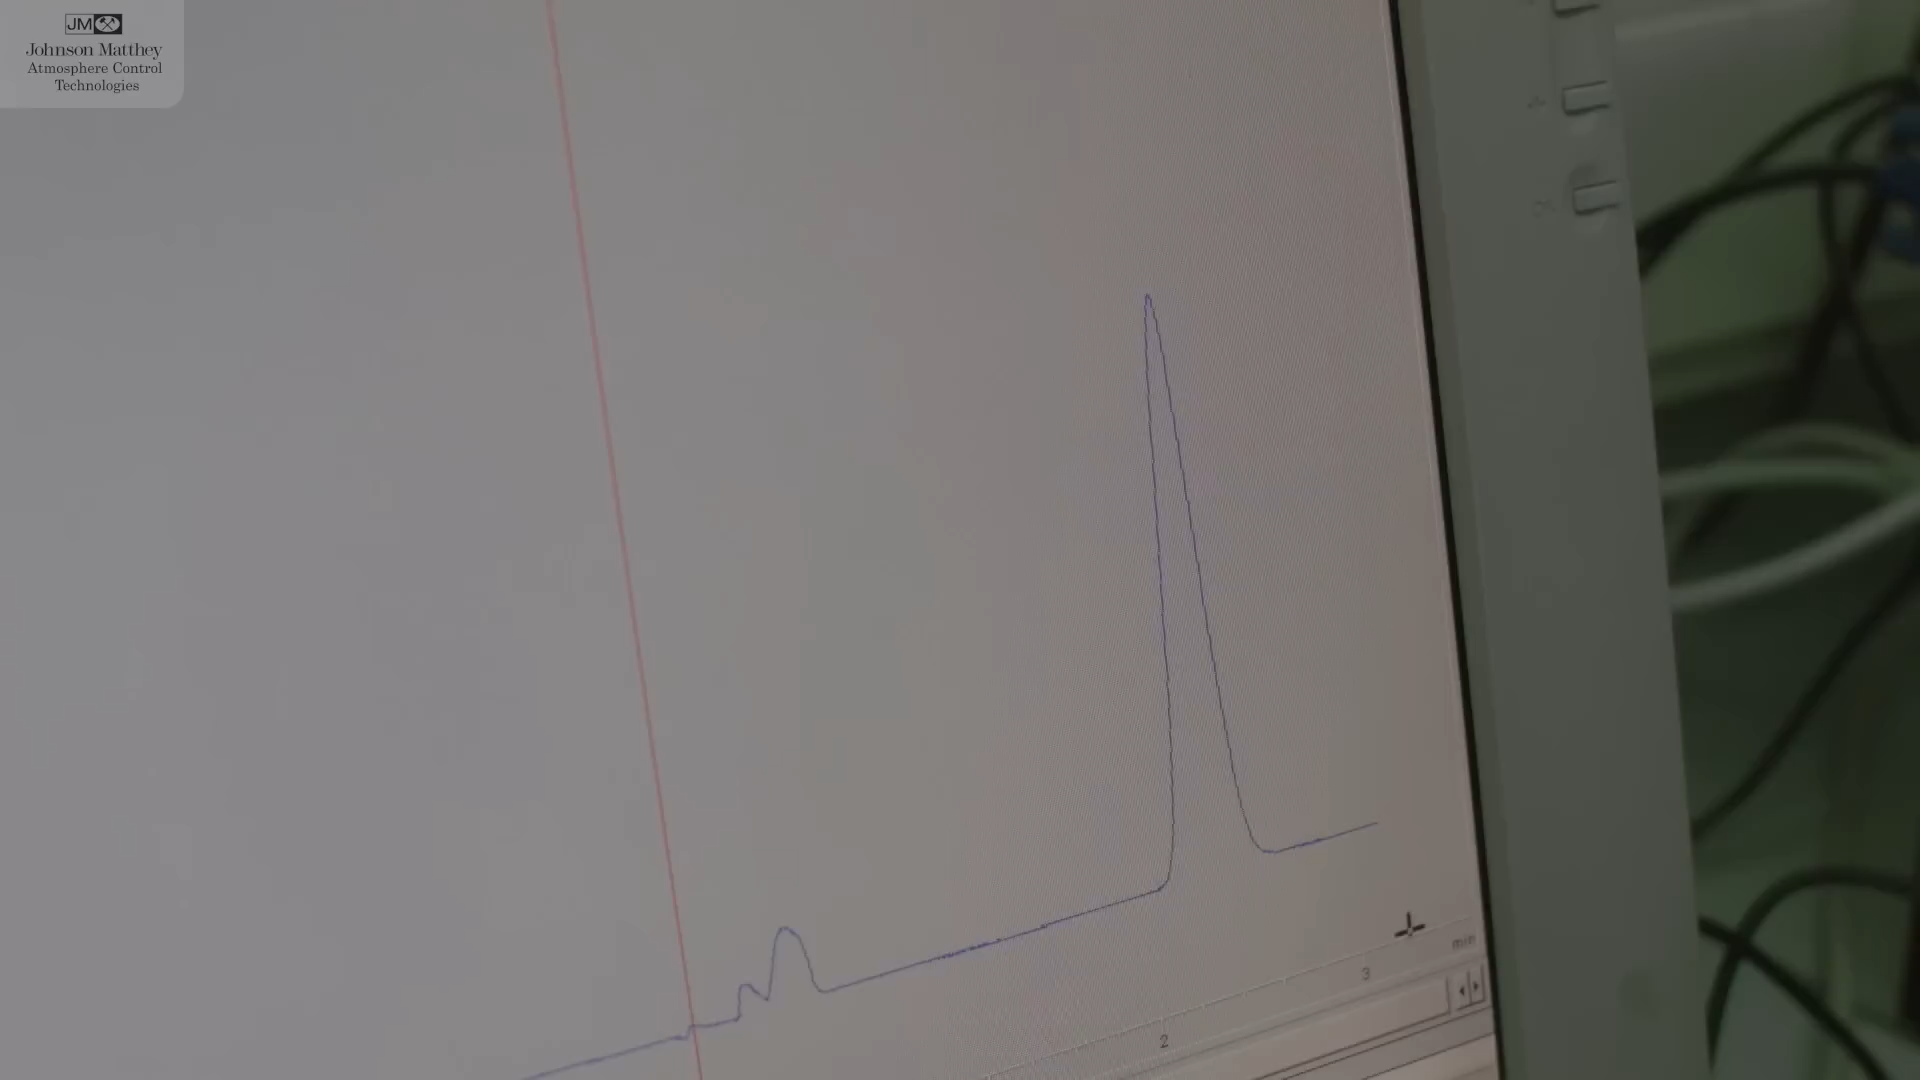 JM
Johnson Matthey
Atmosphere Control
Technologies
min
3
2